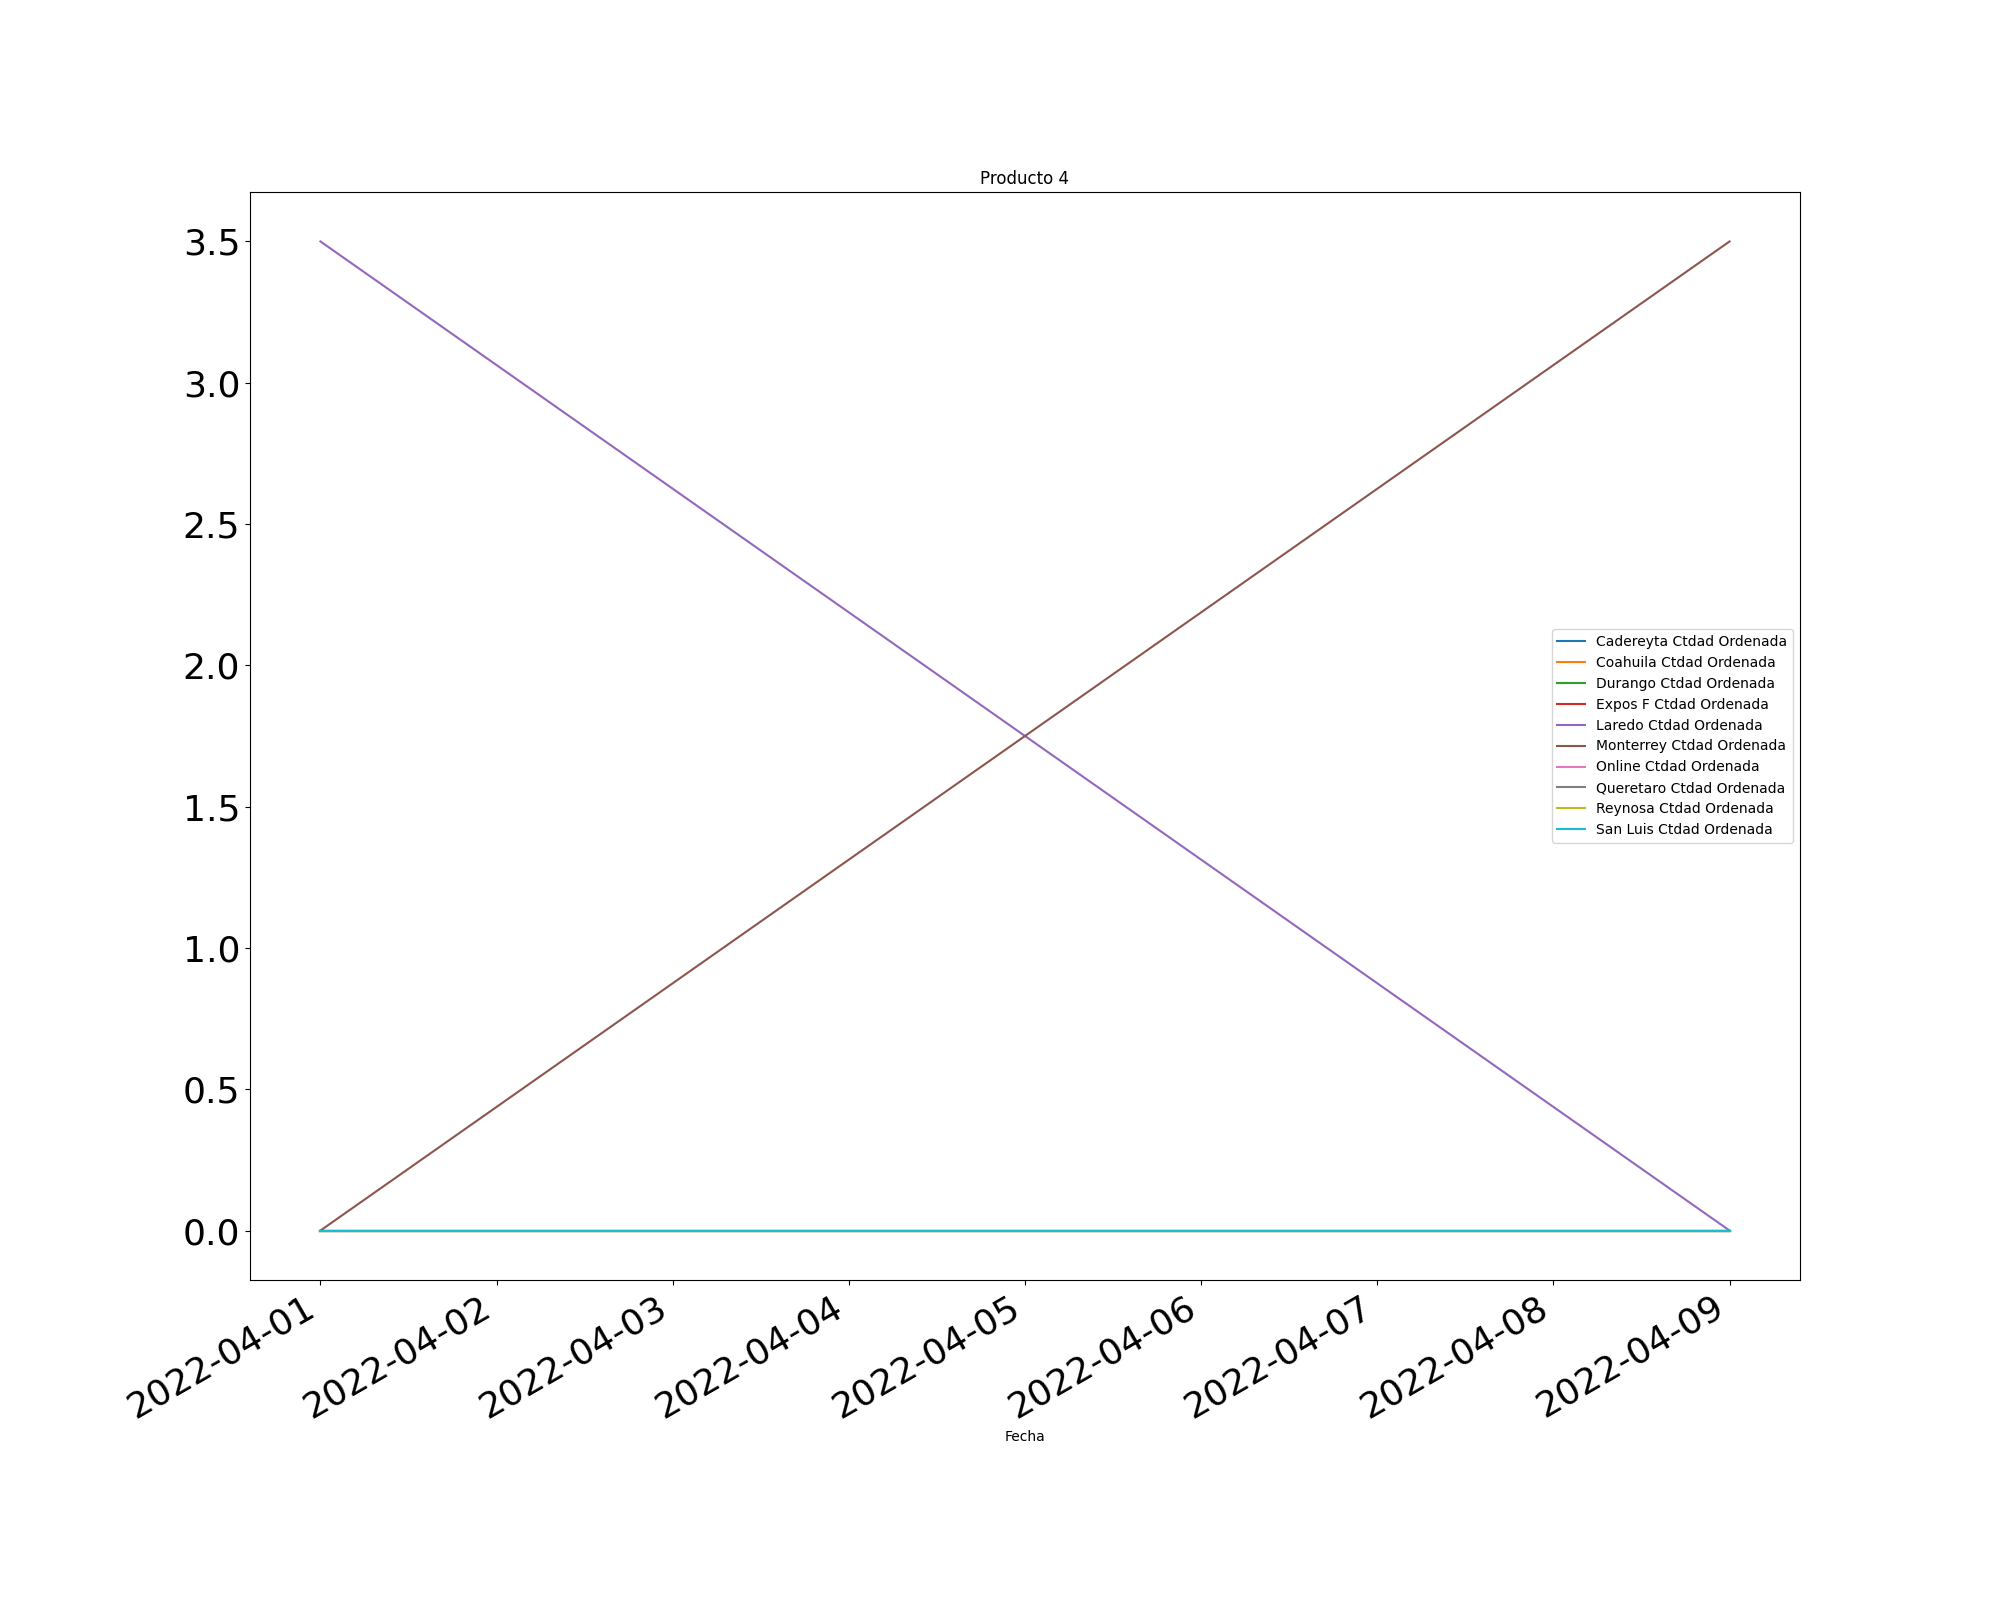 Producto 4
3.5
3.0
2.5
2.0
1.5
1.0
0.5
0.0
Cadereyta Ctdad Ordenada
Coahuila Ctdad Ordenada
Durango Ctdad Ordenada
Expos F Ctdad Ordenada
Laredo Ctdad Ordenada
Monterrey Ctdad Ordenada
Online Ctdad Ordenada
Queretaro Ctdad Ordenada
Reynosa Ctdad Ordenada
San Luis Ctdad Ordenada
2022-04-01
2022-04-02
2022-04-03
2022-04-04
2022-04-05
2022-04-06
2022-04-07
2022-04-08
2022-04-09
Fecha